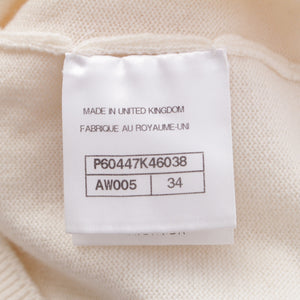 MADE IN UNITED KINGDOM
FABRIQUE AU ROYAUME-UNI
P60447K46038
AW005 34